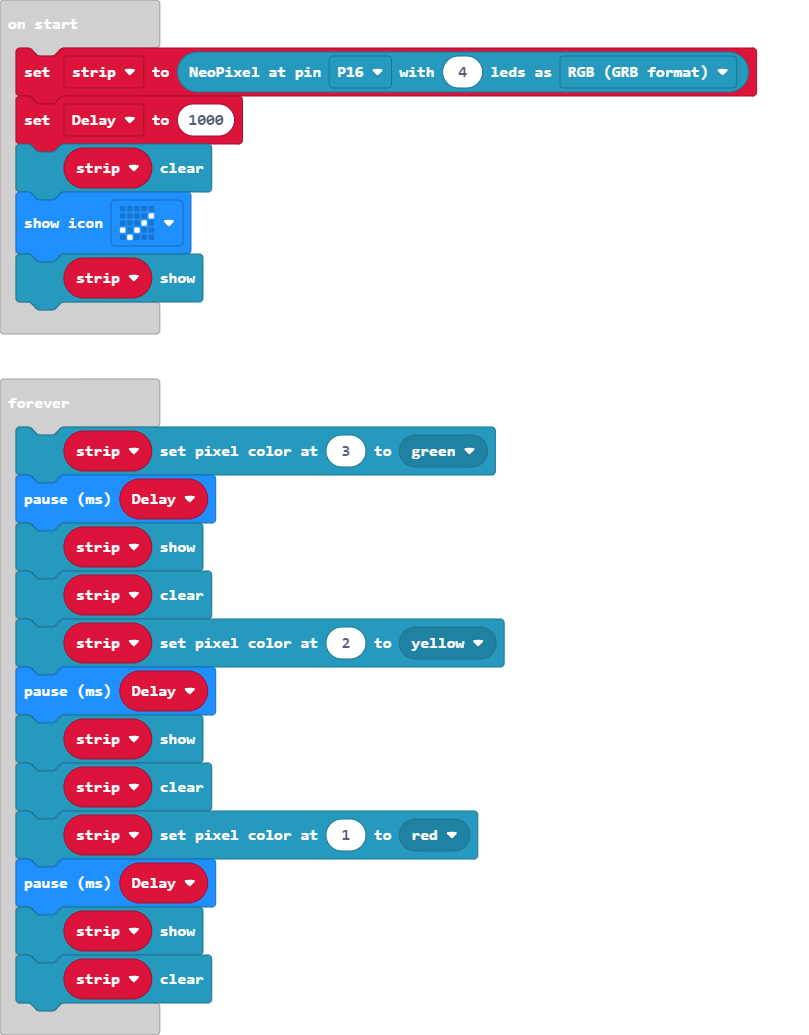 on start
set strip to NeoPixel at pin P16 with 4 leds as RGB (GRB format)
set Delay to 1000
strip clear
show icon
strip show
forever
strip set pixel color at 3 to green
pause (ms) Delay
strip show
strip clear
strip set pixel color at 2 to yellow
pause (ms) Delay
strip show
strip clear
strip set pixel color at 1 to red
pause (ms) Delay
strip show
strip clear